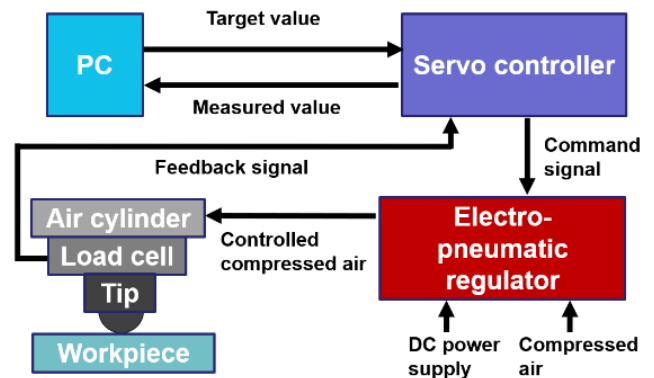 Target value
PC
Servo controller
Measured value
Feedback signal
Command
signal
Air cylinder
Load cell
Tip
Workpiece
Controlled
compressed air
Electro-
pneumatic
regulator
DC power
supply
Compressed
air